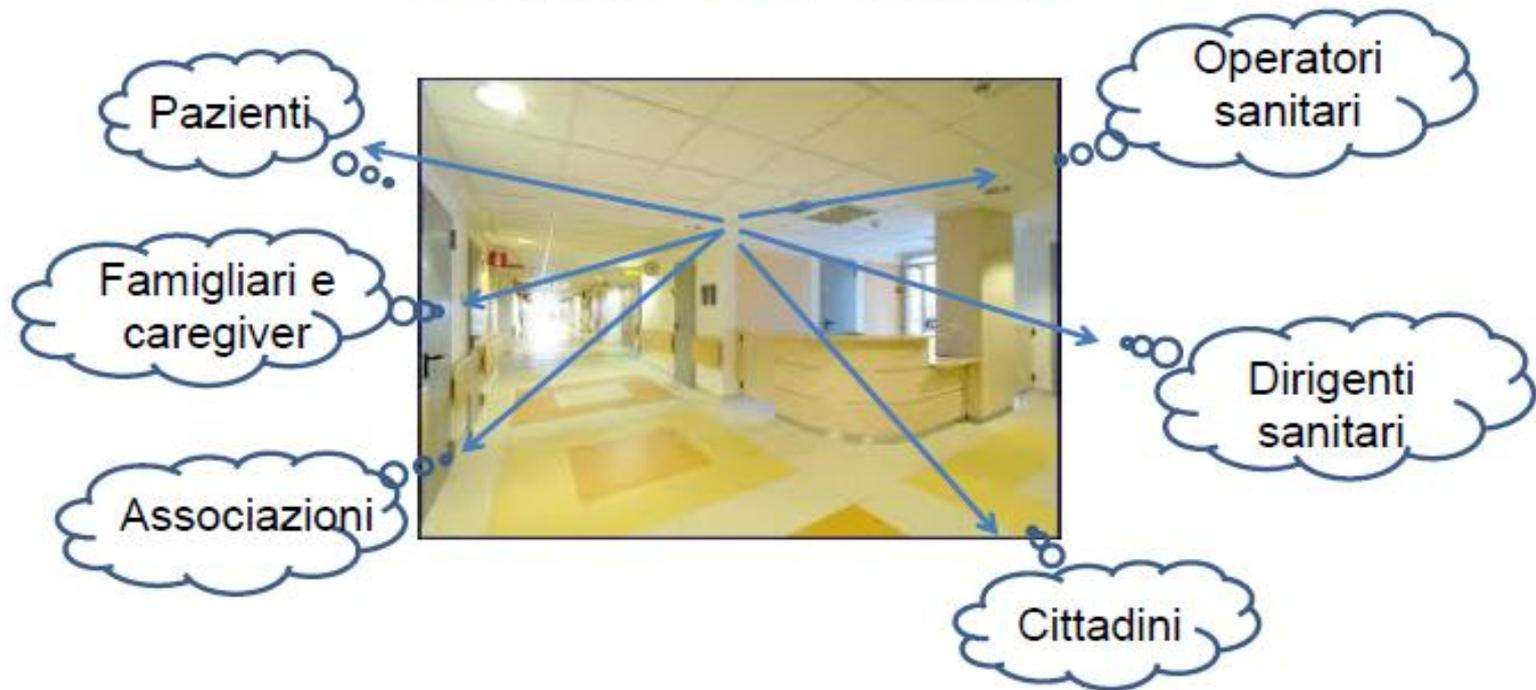 Pazienti
Famigliari e
caregiver
Associazioni
Operatori
sanitari
Dirigenti
sanitari
Cittadini